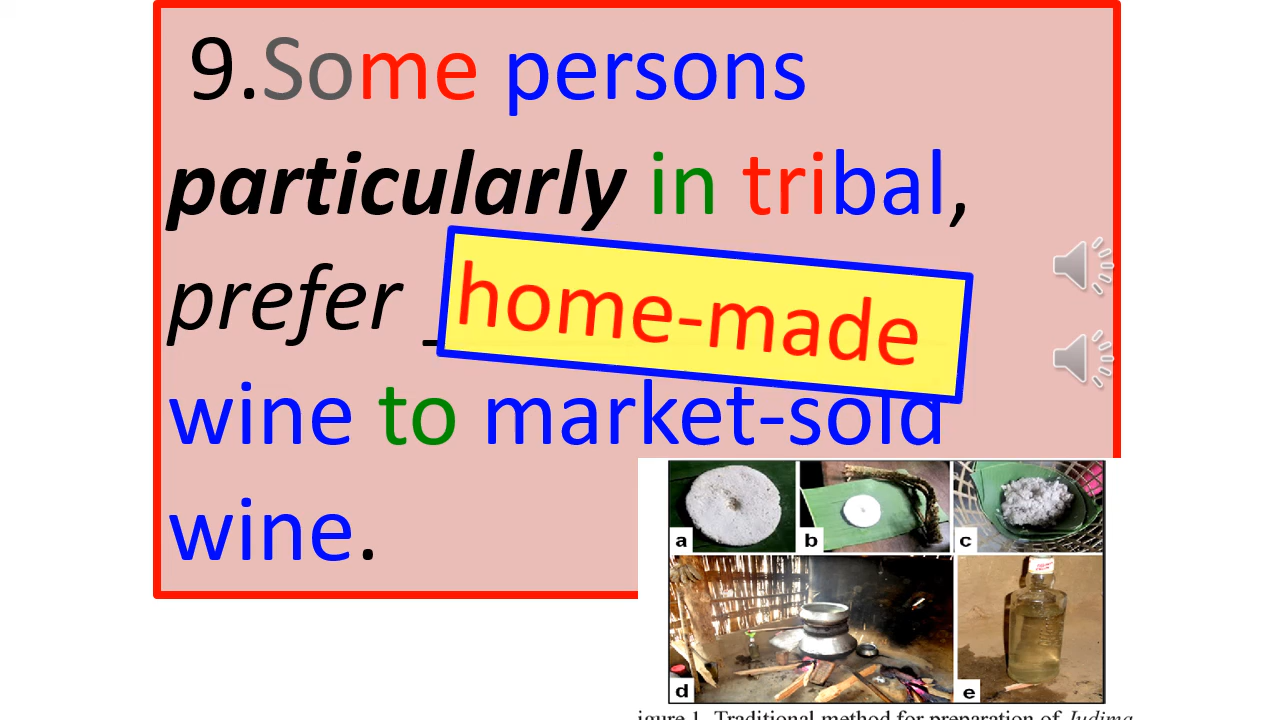 9.Some persons
particularly in tribal,
prefer _
home-made
wine to market-sold
wine.
a
b
c
d
e
igure 1. Traditional method for preparation of Judima